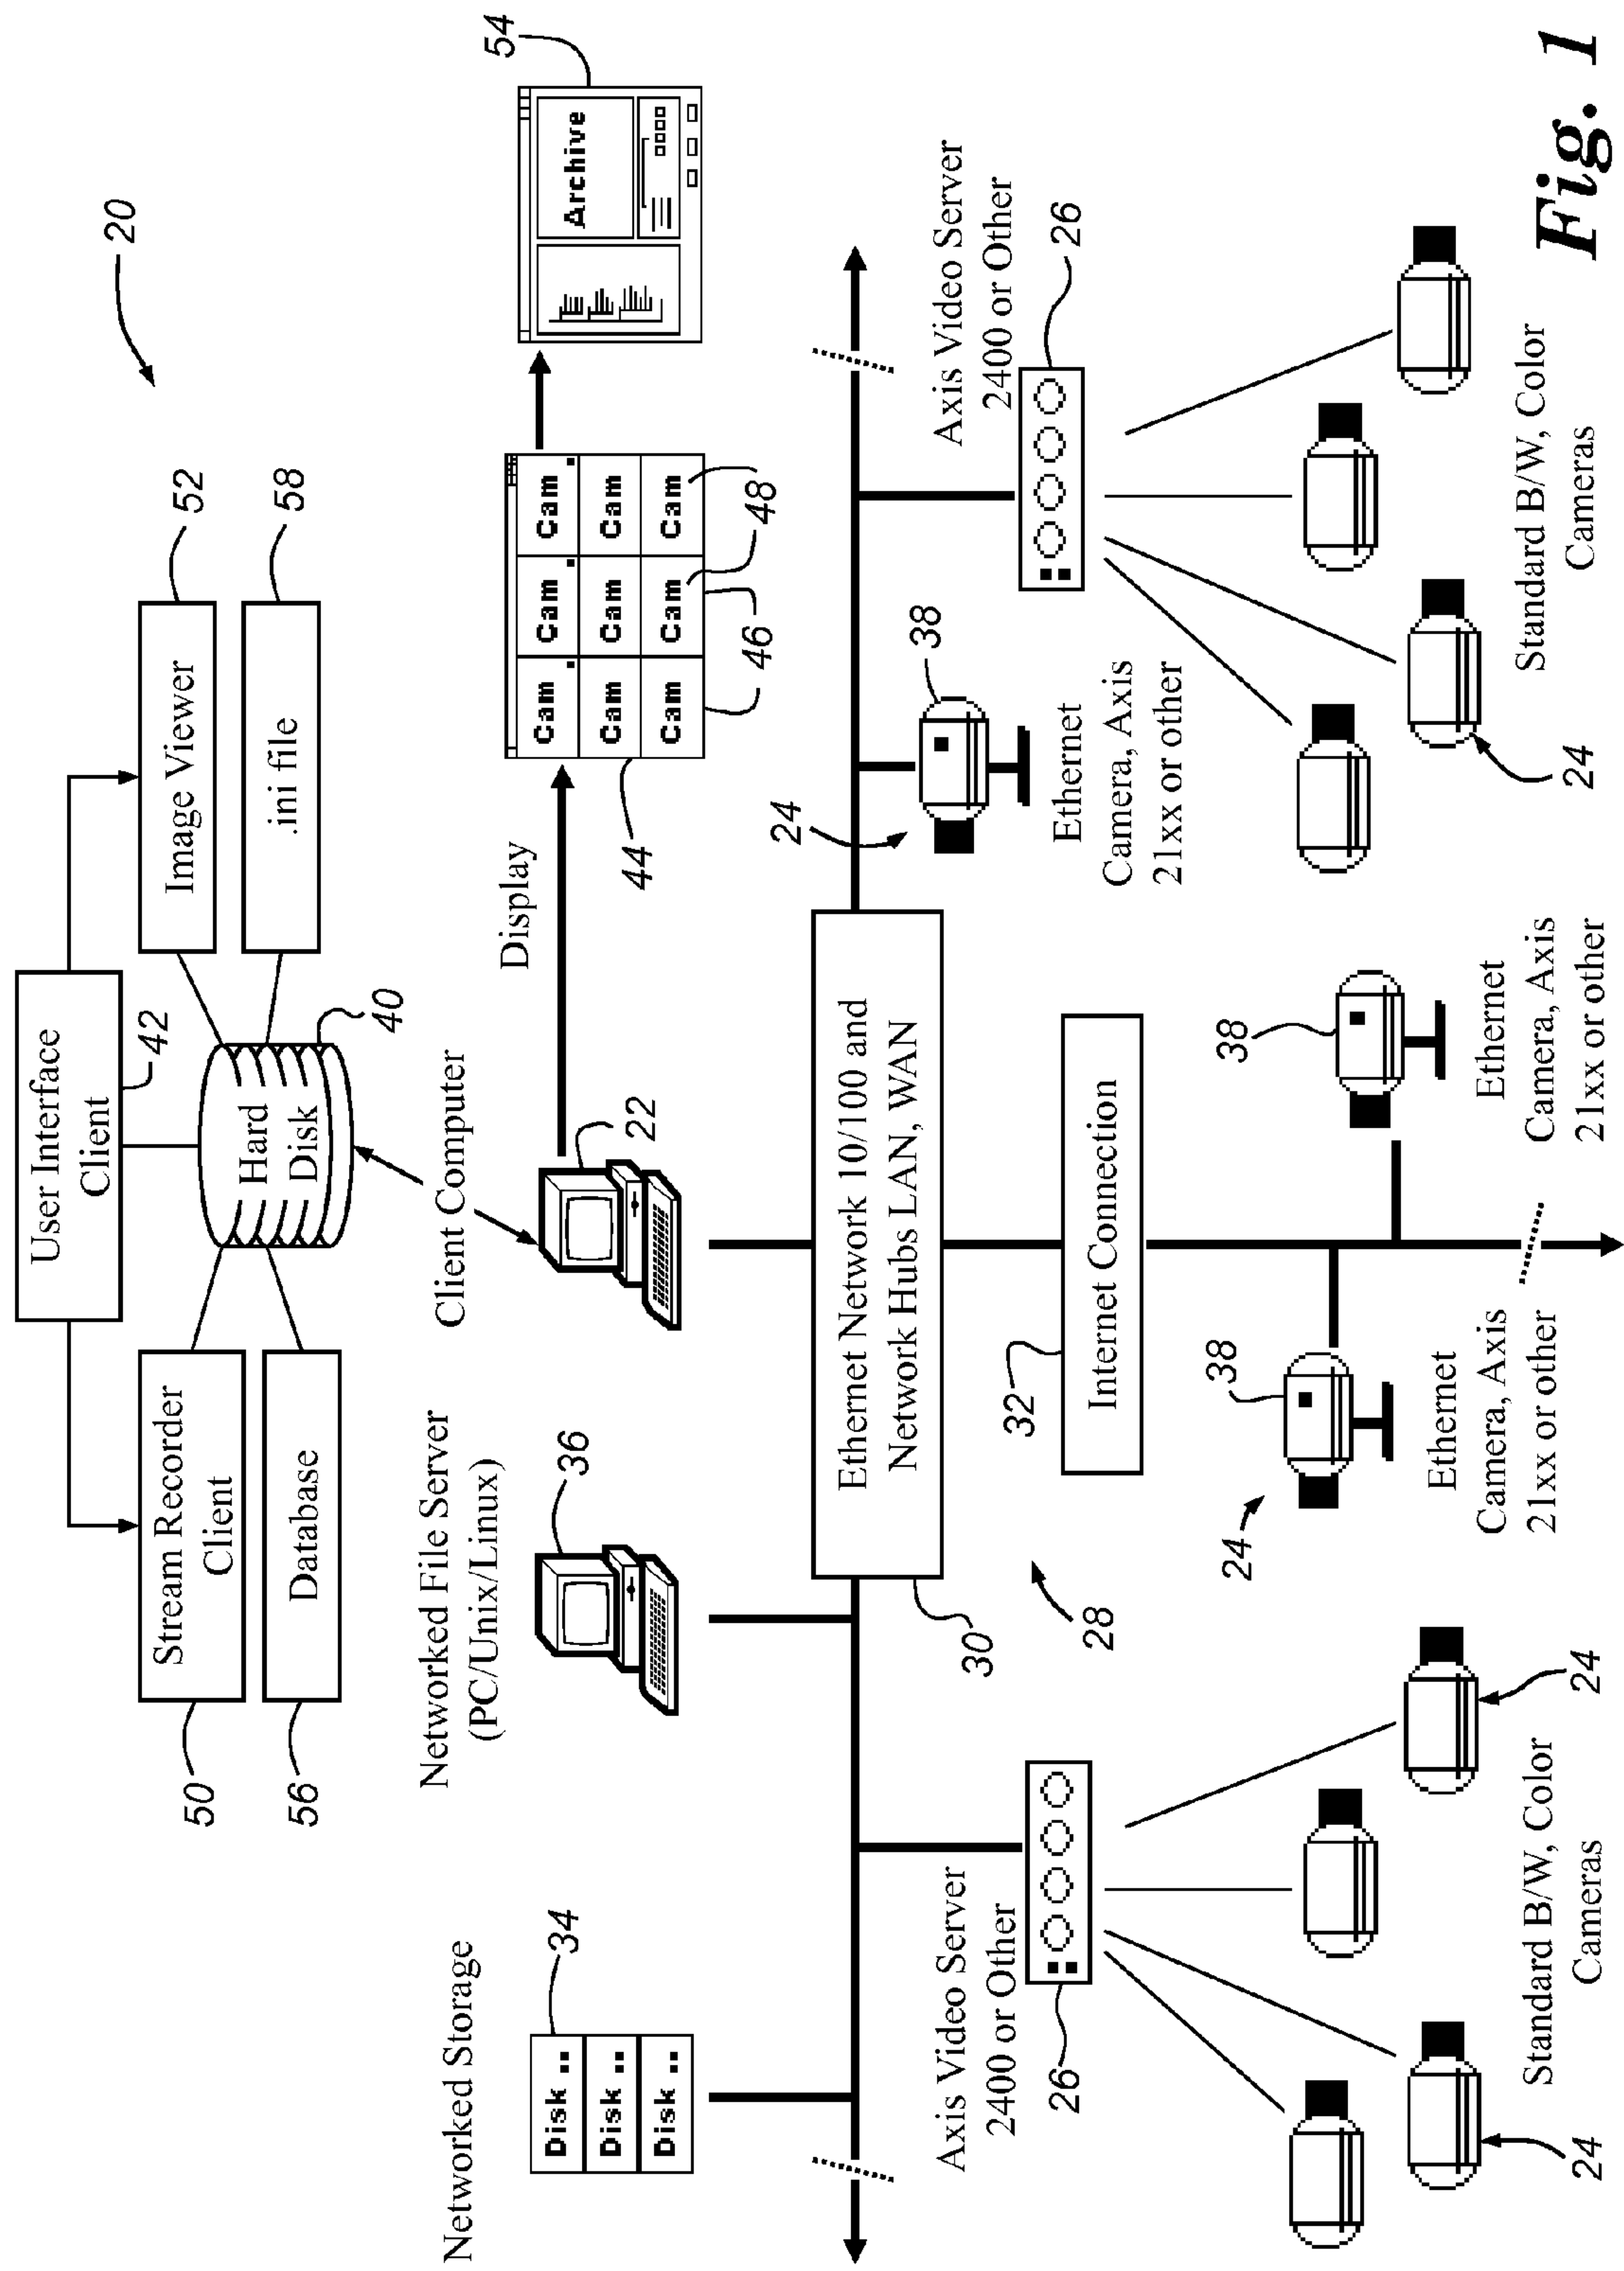 20
User Interface
Client
42
Stream Recorder
Client
50
Database
56
Hard
Disk
40
Image Viewer
52
.ini file
58
Networked Storage
Disk
Disk
Disk
34
Networked File Server
(PC/Unix/Linux)
36
Client Computer
22
Display
Cam Cam Cam
Cam Cam Cam
Cam Cam Cam
44
46
48
Archive
54
Ethernet Network 10/100 and
Network Hubs LAN, WAN
30
28
Internet Connection
32
Axis Video Server
2400 or Other
26
Standard B/W, Color
Cameras
24
24
38
24
Ethernet
Camera, Axis
21xx or other
38
Ethernet
Camera, Axis
21xx or other
24
38
Ethernet
Camera, Axis
21xx or other
Axis Video Server
2400 or Other
26
24
Standard B/W, Color
Cameras
Fig. 1